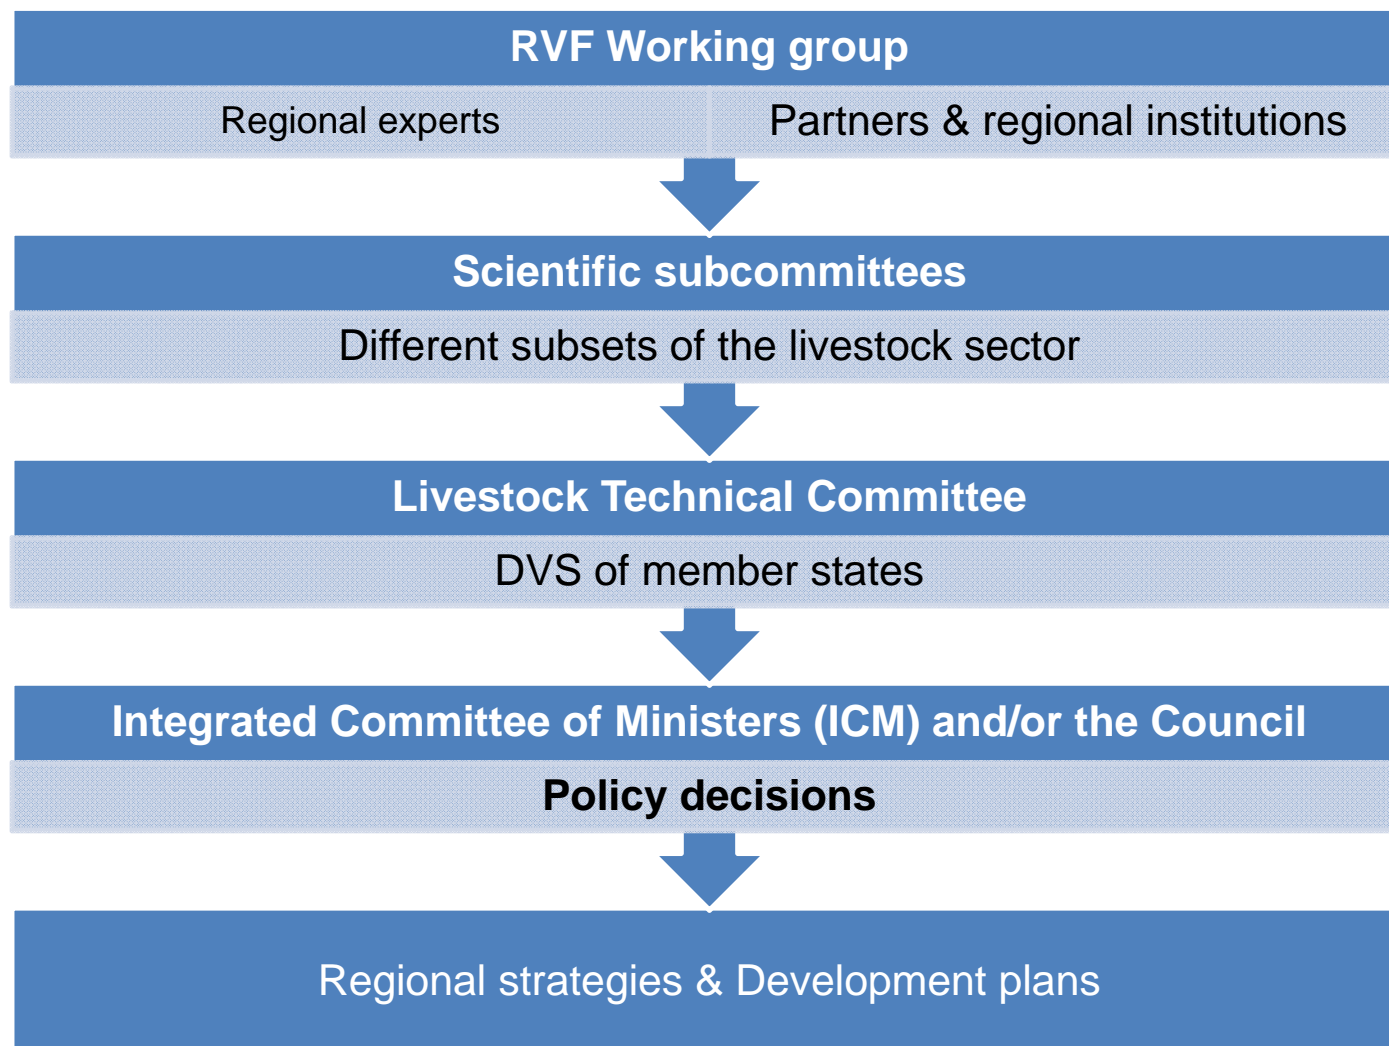 RVF Working group
Regional experts
Partners & regional institutions
Scientific subcommittees
Different subsets of the livestock sector
Livestock Technical Committee
DVS of member states
Integrated Committee of Ministers (ICM) and/or the Council
Policy decisions
Regional strategies & Development plans